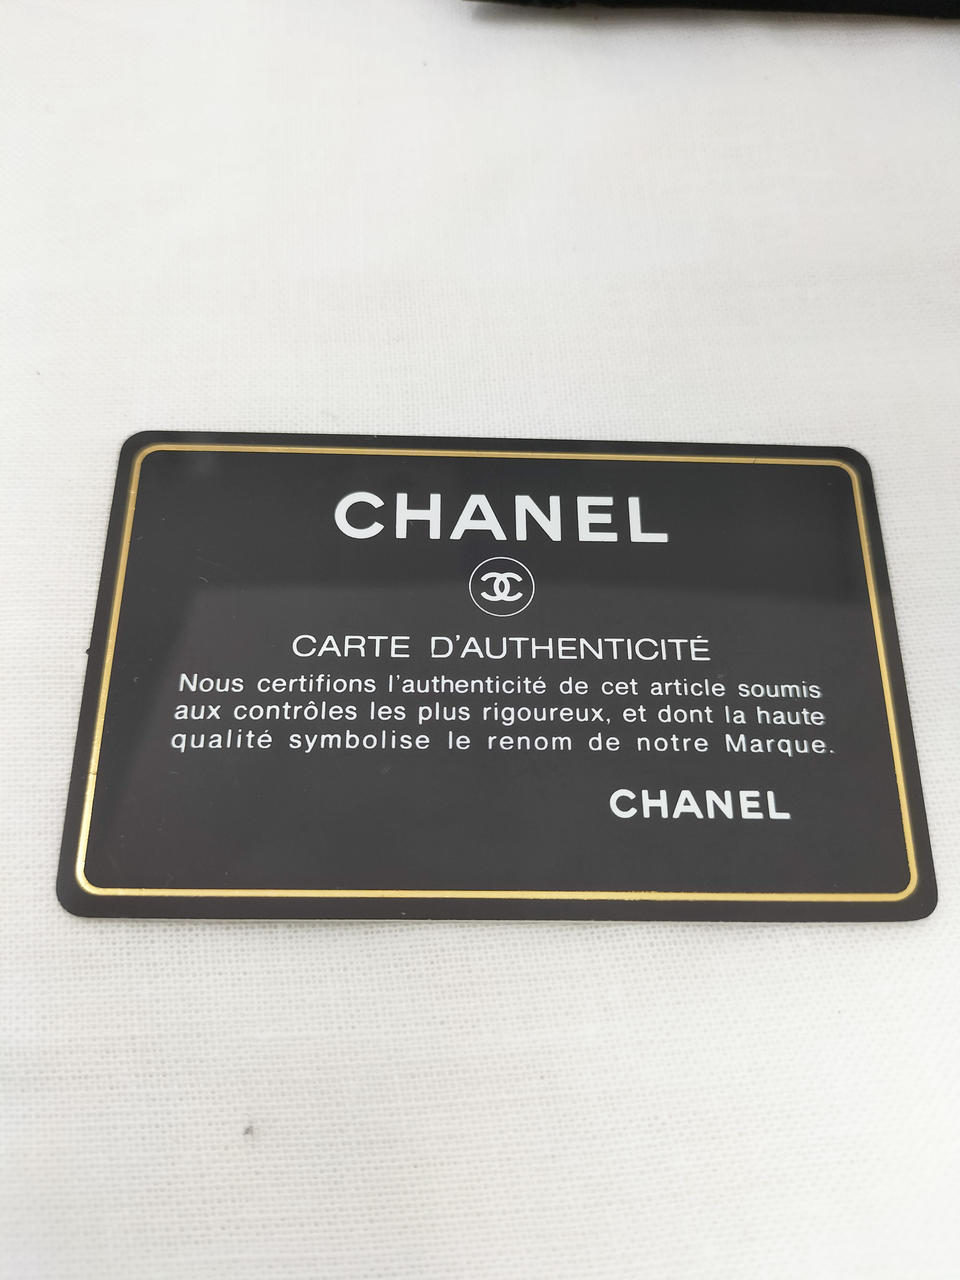 CHANEL
CARTE D'AUTHENTICITÉ
Nous certifions l'authenticité de cet article soumis
aux contrôles les plus rigoureux, et dont la haute
qualité symbolise le renom de notre Marque.
CHANEL